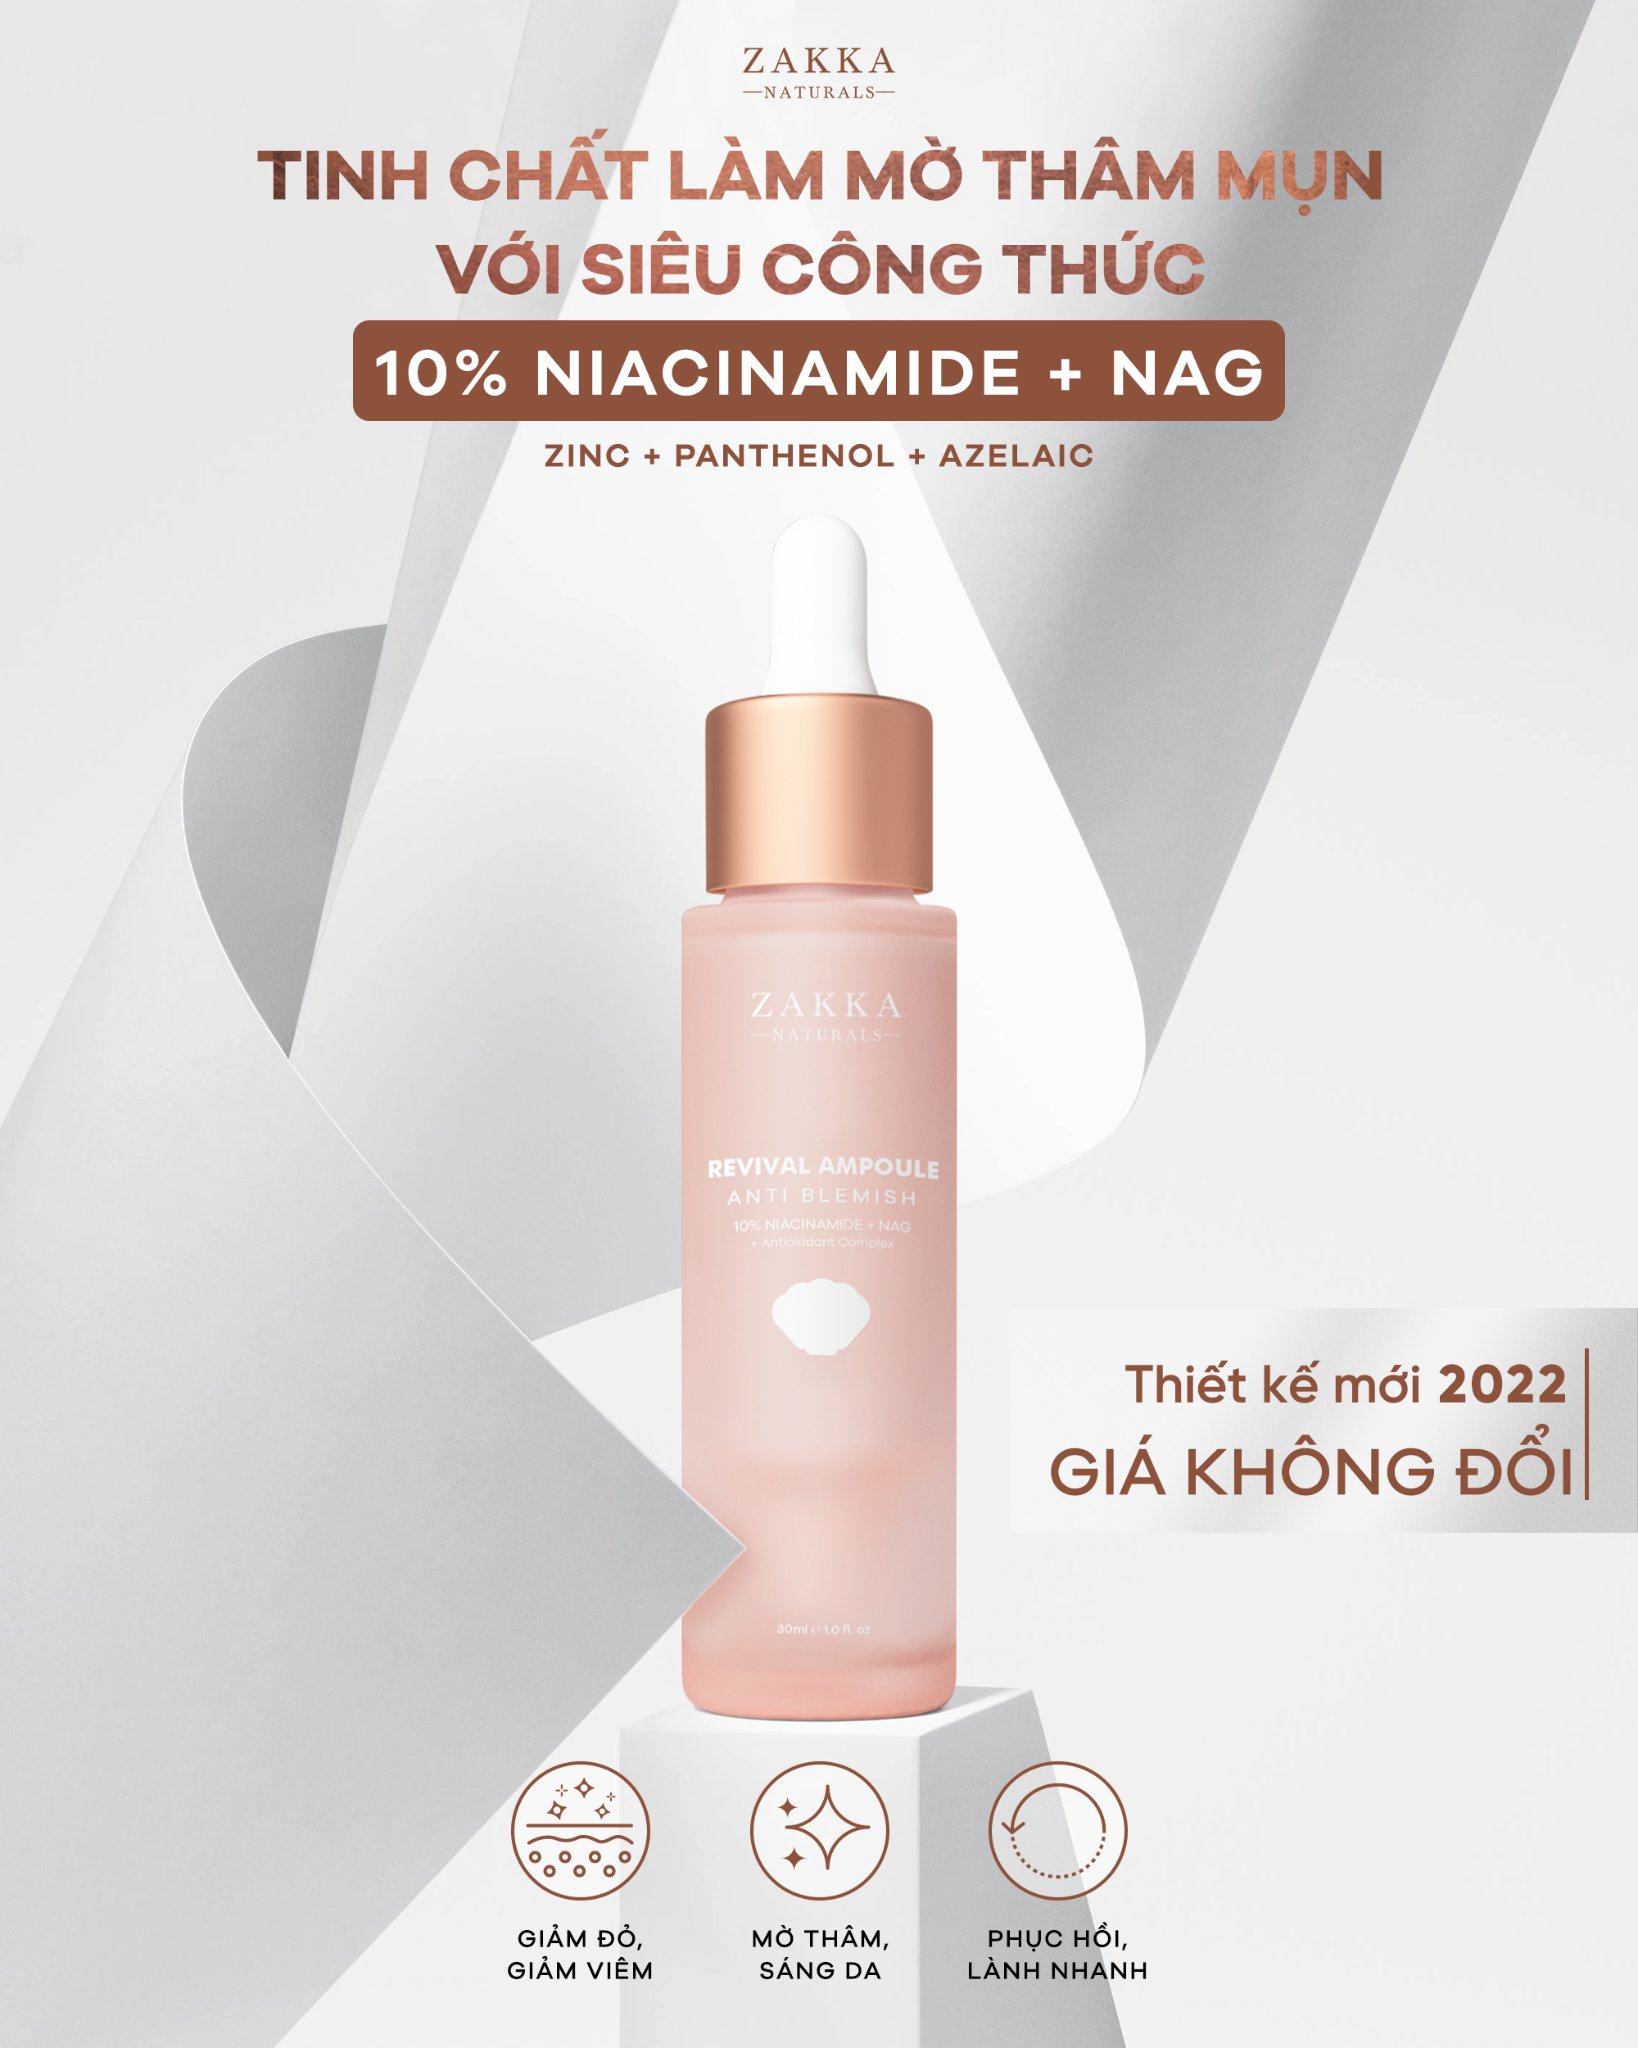 ZAKKA
NATURALS
TINH CHẤT LÀM MỜ THÂM MỤN
VỚI SIÊU CÔNG THỨC
10% NIACINAMIDE + NAG
ZINC + PANTHENOL + AZELAIC
ZAKKA
NATURALS
REVIVAL AMPOULE
ANTI BLEMISH
10% NIACINAMIDE + NAG
+ Antioxidant Complex
Thiết kế mới 2022
GIÁ KHÔNG ĐỔI
30ml ℮ 1.0 fl. oz
GIẢM ĐỎ,
GIẢM VIÊM
MỜ THÂM,
SÁNG DA
PHỤC HỒI,
LÀNH NHANH